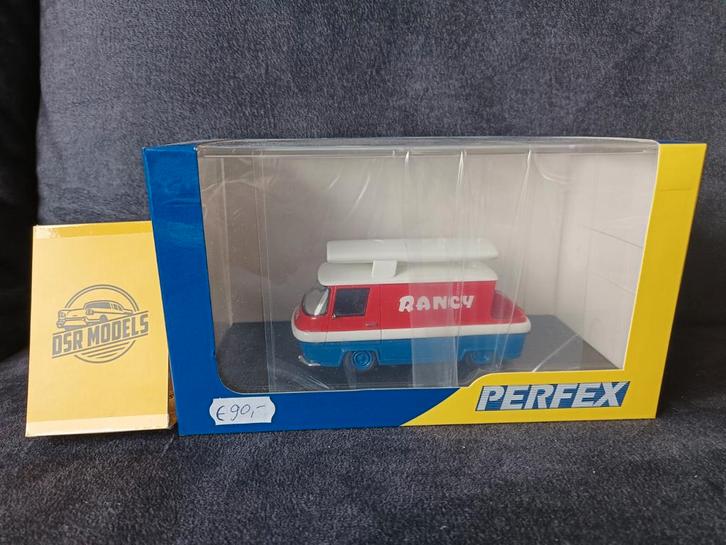 DSR MODELS
RANCY
PERFEX
€90,-